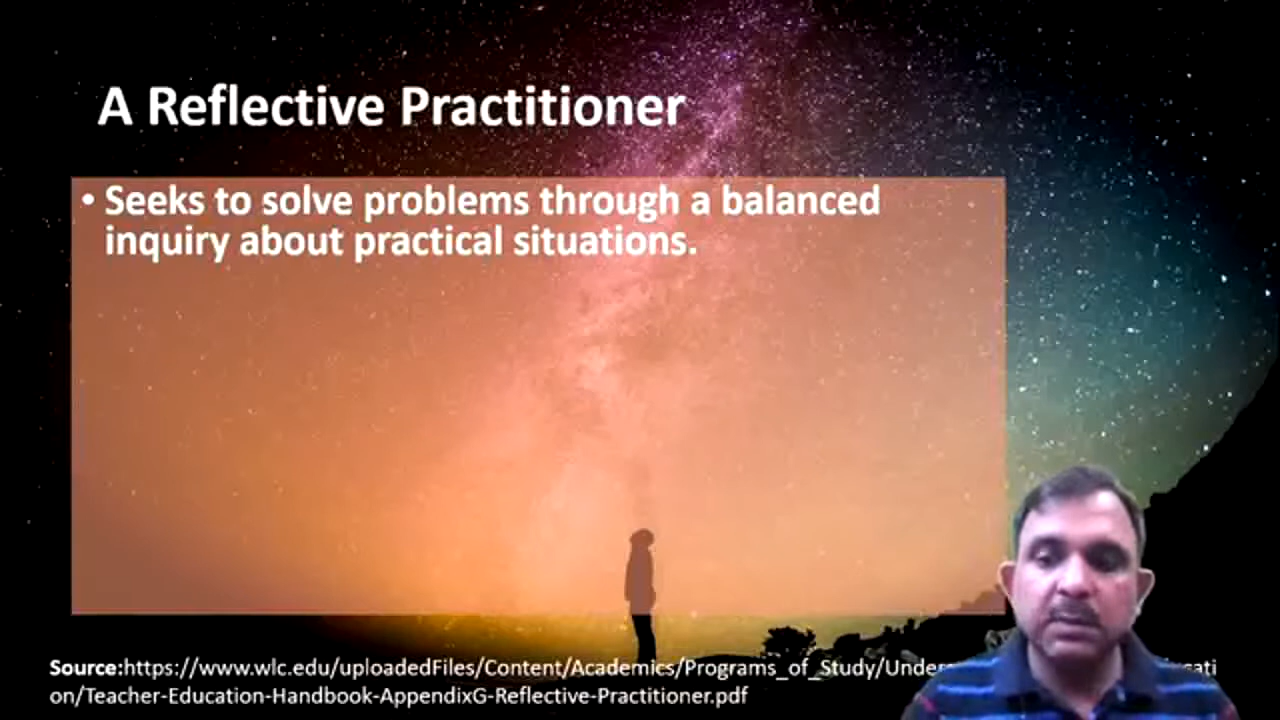 A Reflective Practitioner
• Seeks to solve problems through a balanced
inquiry about practical situations.
Source:https://www.wlc.edu/uploadedFiles/Content/Academics/Programs_of_Study/Under
on/Teacher-Education-Handbook-AppendixG-Reflective-Practitioner.pdf